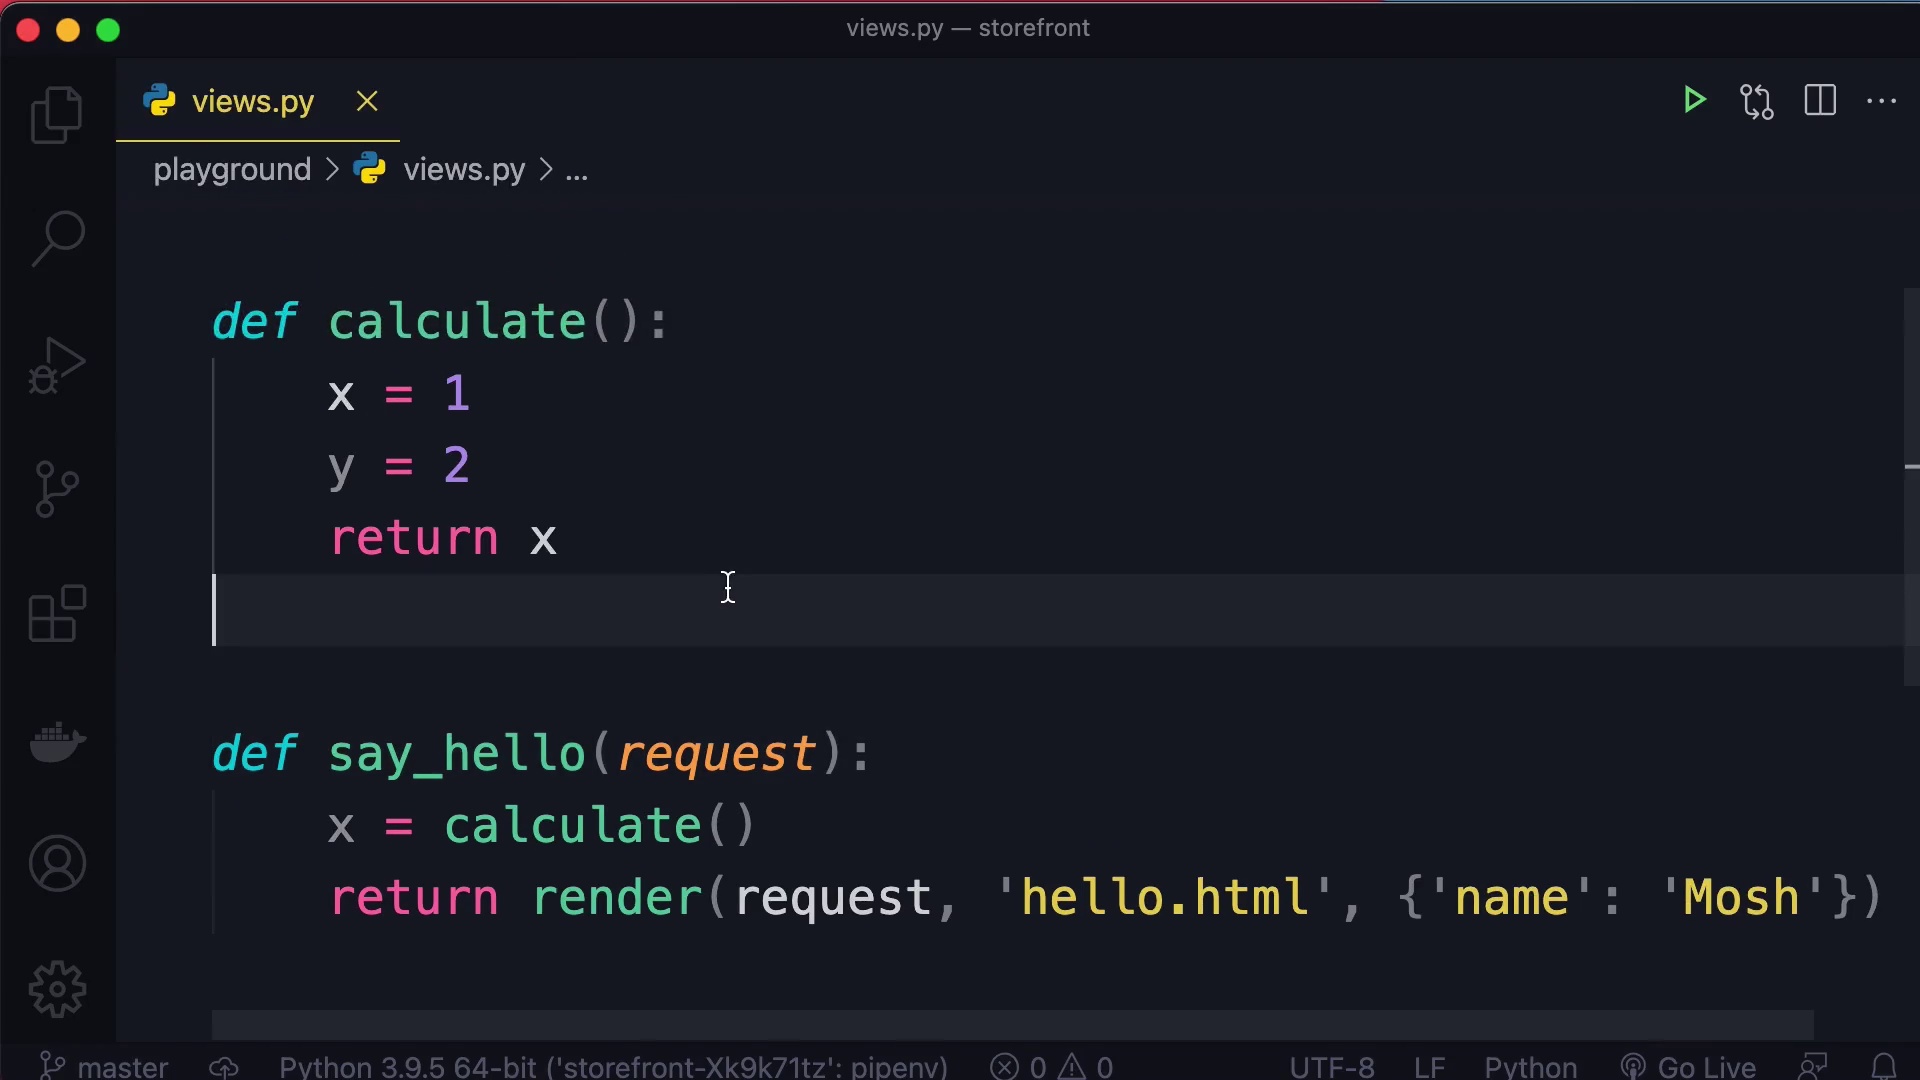 views.py — storefront
views.py
playground > views.py > ...
def calculate():
    x = 1
    y = 2
    return x
def say_hello(request):
    x = calculate()
    return render(request, 'hello.html', {'name': 'Mosh'})
master Python 3.9.5 64-bit ('storefront-Xk9k71tz': pipenv) 0 0 UTF-8 LF Python Go Live